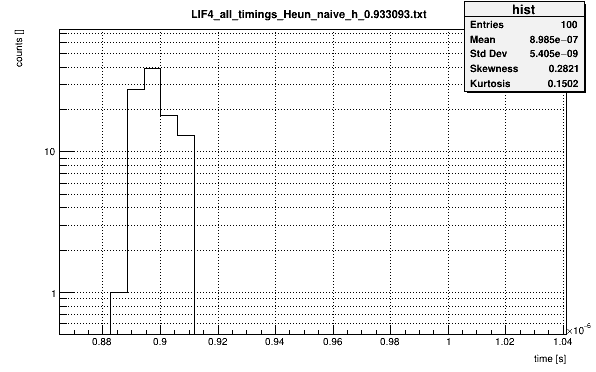 LIF4_all_timings_Heun_naive_h_0.933093.txt
hist
Entries 100
Mean 8.985e−07
Std Dev 5.405e−09
Skewness 0.2821
Kurtosis 0.1502
counts []
10
1
0.88 0.9 0.92 0.94 0.96 0.98 1 1.02 1.04
×10⁻⁶
time [s]